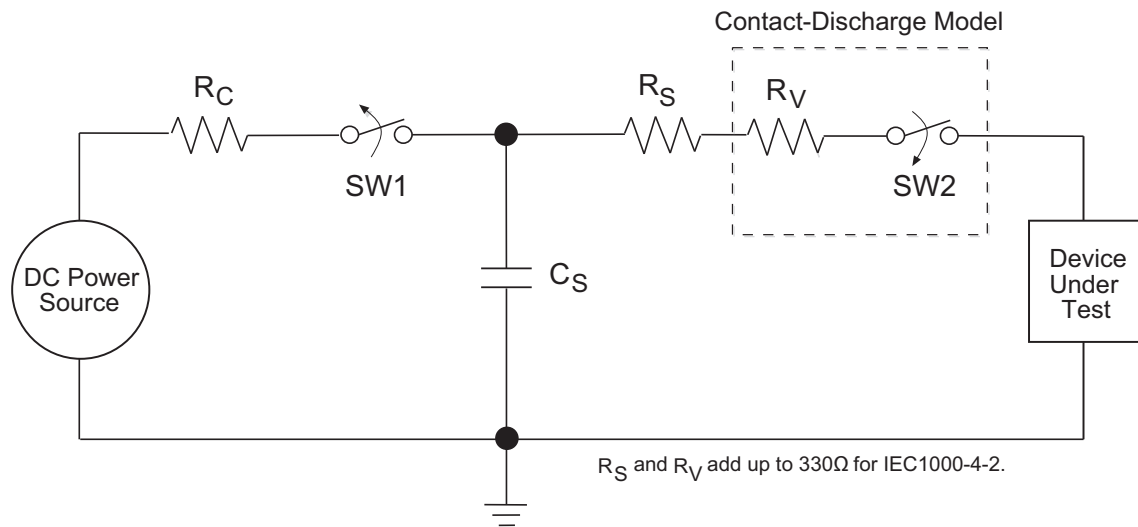 Contact-Discharge Model
RC
RS
RV
SW1
SW2
DC Power
Source
CS
Device
Under
Test
RS and RV add up to 330Ω for IEC1000-4-2.